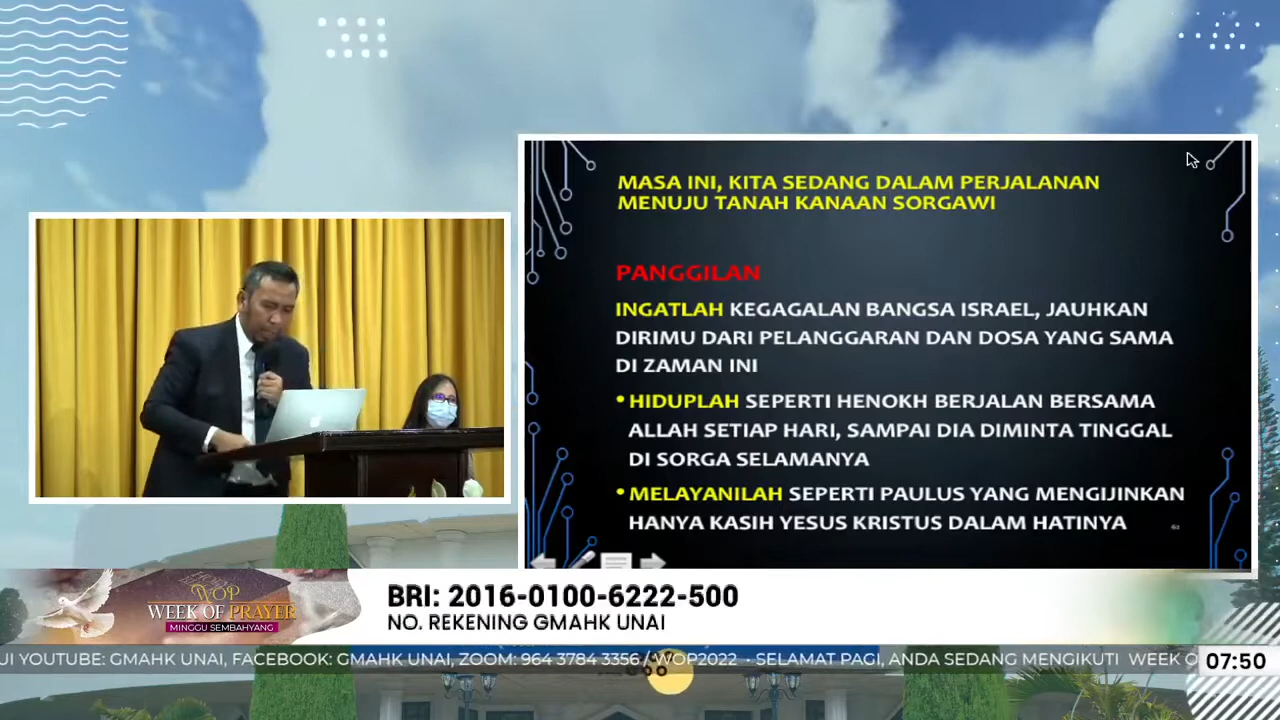 MASA INI, KITA SEDANG DALAM PERJALANAN
MENUJU TANAH KANAAN SORGAWI
PANGGILAN
INGATLAH KEGAGALAN BANGSA ISRAEL, JAUHKAN
DIRIMU DARI PELANGGARAN DAN DOSA YANG SAMA
DI ZAMAN INI
• HIDUPLAH SEPERTI HENOKH BERJALAN BERSAMA
ALLAH SETIAP HARI, SAMPAI DIA DIMINTA TINGGAL
DI SORGA SELAMANYA
• MELAYANILAH SEPERTI PAULUS YANG MENGIJINKAN
HANYA KASIH YESUS KRISTUS DALAM HATINYA
WOP
WEEK OF PRAYER
MINGGU SEMBAHYANG
BRI: 2016-0100-6222-500
NO. REKENING GMAHK UNAI
UI YOUTUBE: GMAHK UNAI, FACEBOOK: GMAHK UNAI, ZOOM: 964 3784 3356 / WOP2022 • SELAMAT PAGI, ANDA SEDANG MENGIKUTI WEEK O
07:50